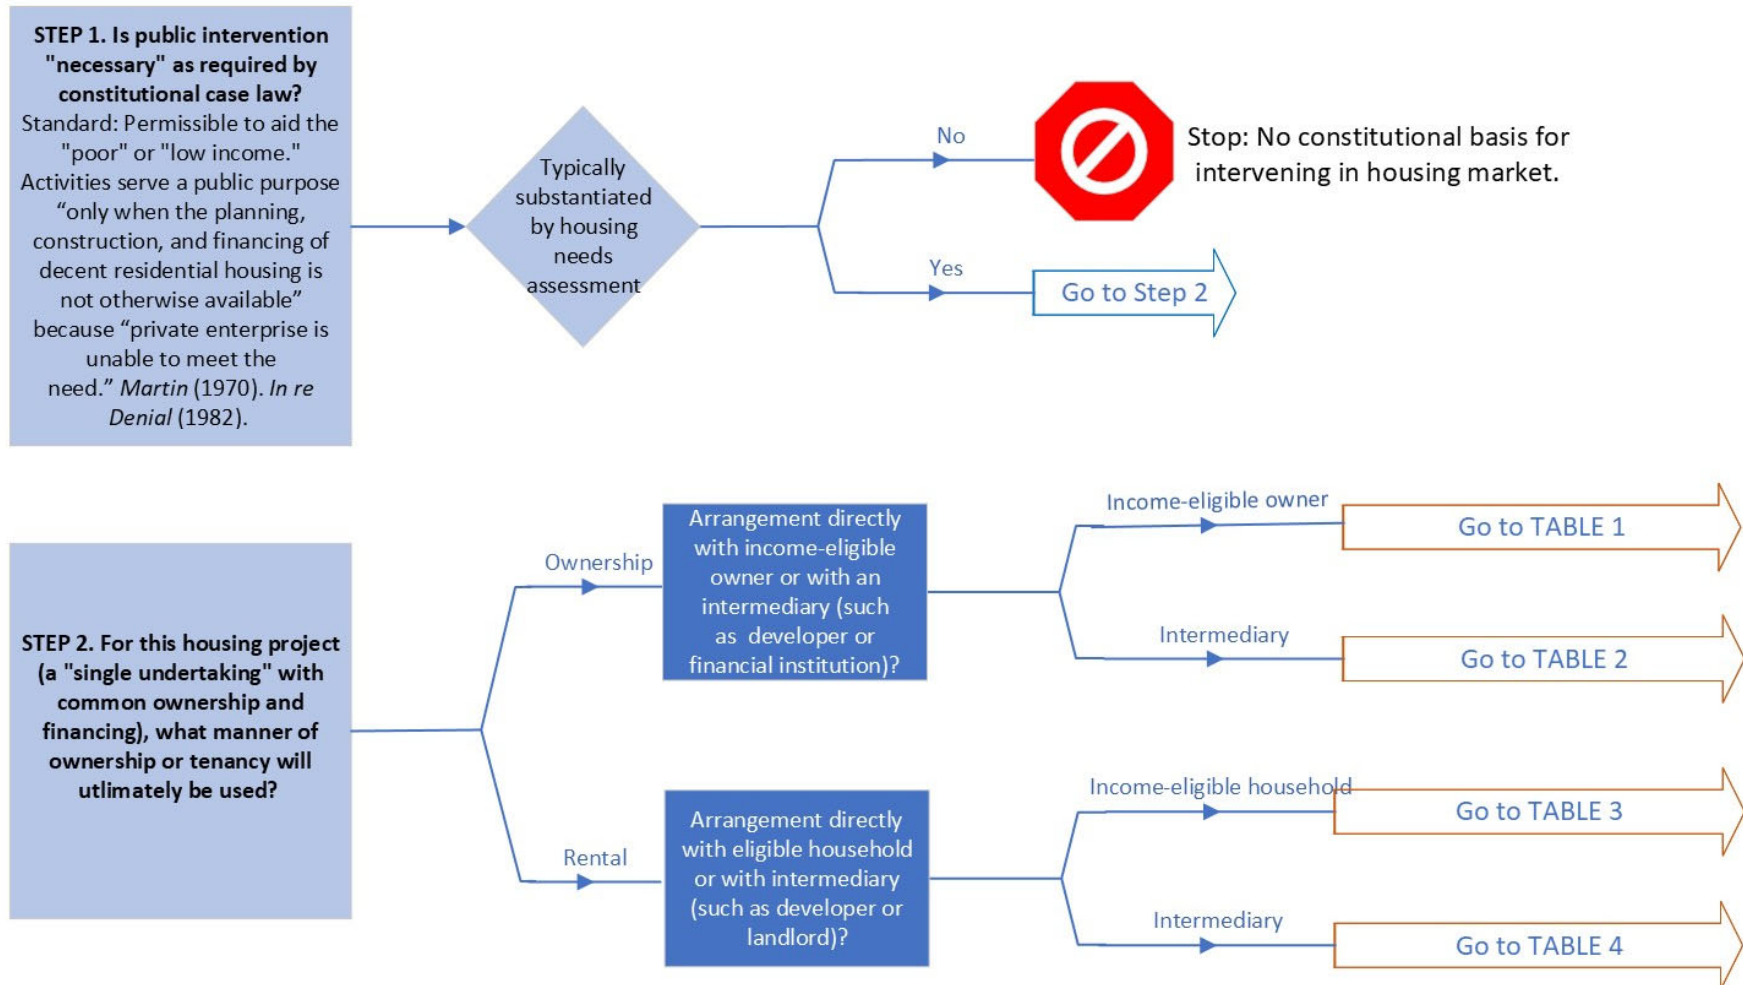 STEP 1. Is public intervention
"necessary" as required by
constitutional case law?
Standard: Permissible to aid the
"poor" or "low income."
Activities serve a public purpose
“only when the planning,
construction, and financing of
decent residential housing is
not otherwise available”
because “private enterprise is
unable to meet the
need.” Martin (1970). In re
Denial (1982).
Typically
substantiated
by housing
needs
assessment
No
Stop: No constitutional basis for
intervening in housing market.
Yes
Go to Step 2
STEP 2. For this housing project
(a "single undertaking" with
common ownership and
financing), what manner of
ownership or tenancy will
utlimately be used?
Ownership
Arrangement directly
with income-eligible
owner or with an
intermediary (such
as developer or
financial institution)?
Income-eligible owner
Go to TABLE 1
Intermediary
Go to TABLE 2
Rental
Arrangement directly
with eligible household
or with intermediary
(such as developer or
landlord)?
Income-eligible household
Go to TABLE 3
Intermediary
Go to TABLE 4